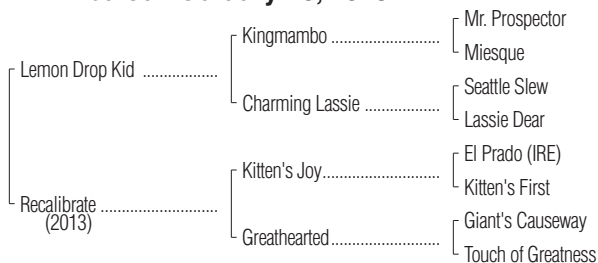 Mr. Prospector
Kingmambo ........................
Miesque
Lemon Drop Kid .................
Seattle Slew
Charming Lassie .................
Lassie Dear
El Prado (IRE)
Kitten's Joy...........................
Kitten's First
Recalibrate ..........................
(2013)
Giant's Causeway
Greathearted.........................
Touch of Greatness